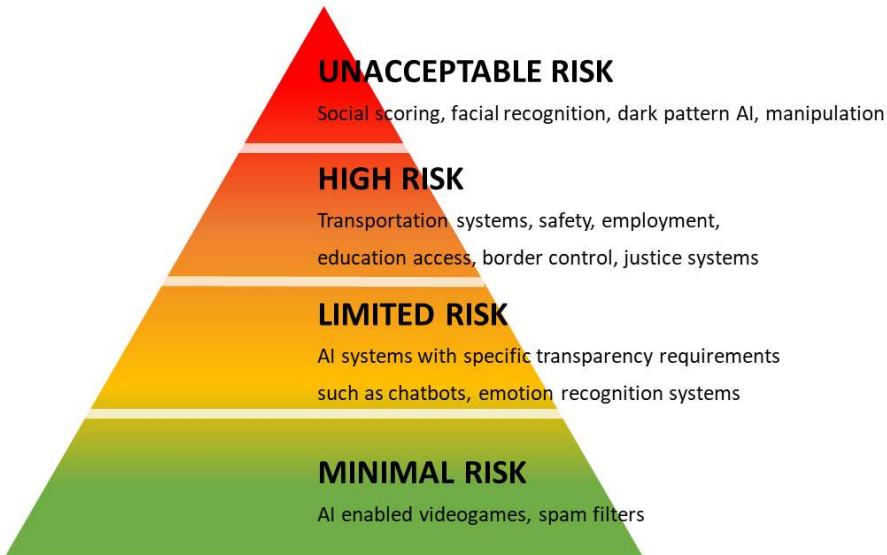 UNACCEPTABLE RISK
Social scoring, facial recognition, dark pattern AI, manipulation
HIGH RISK
Transportation systems, safety, employment,
education access, border control, justice systems
LIMITED RISK
AI systems with specific transparency requirements
such as chatbots, emotion recognition systems
MINIMAL RISK
AI enabled videogames, spam filters